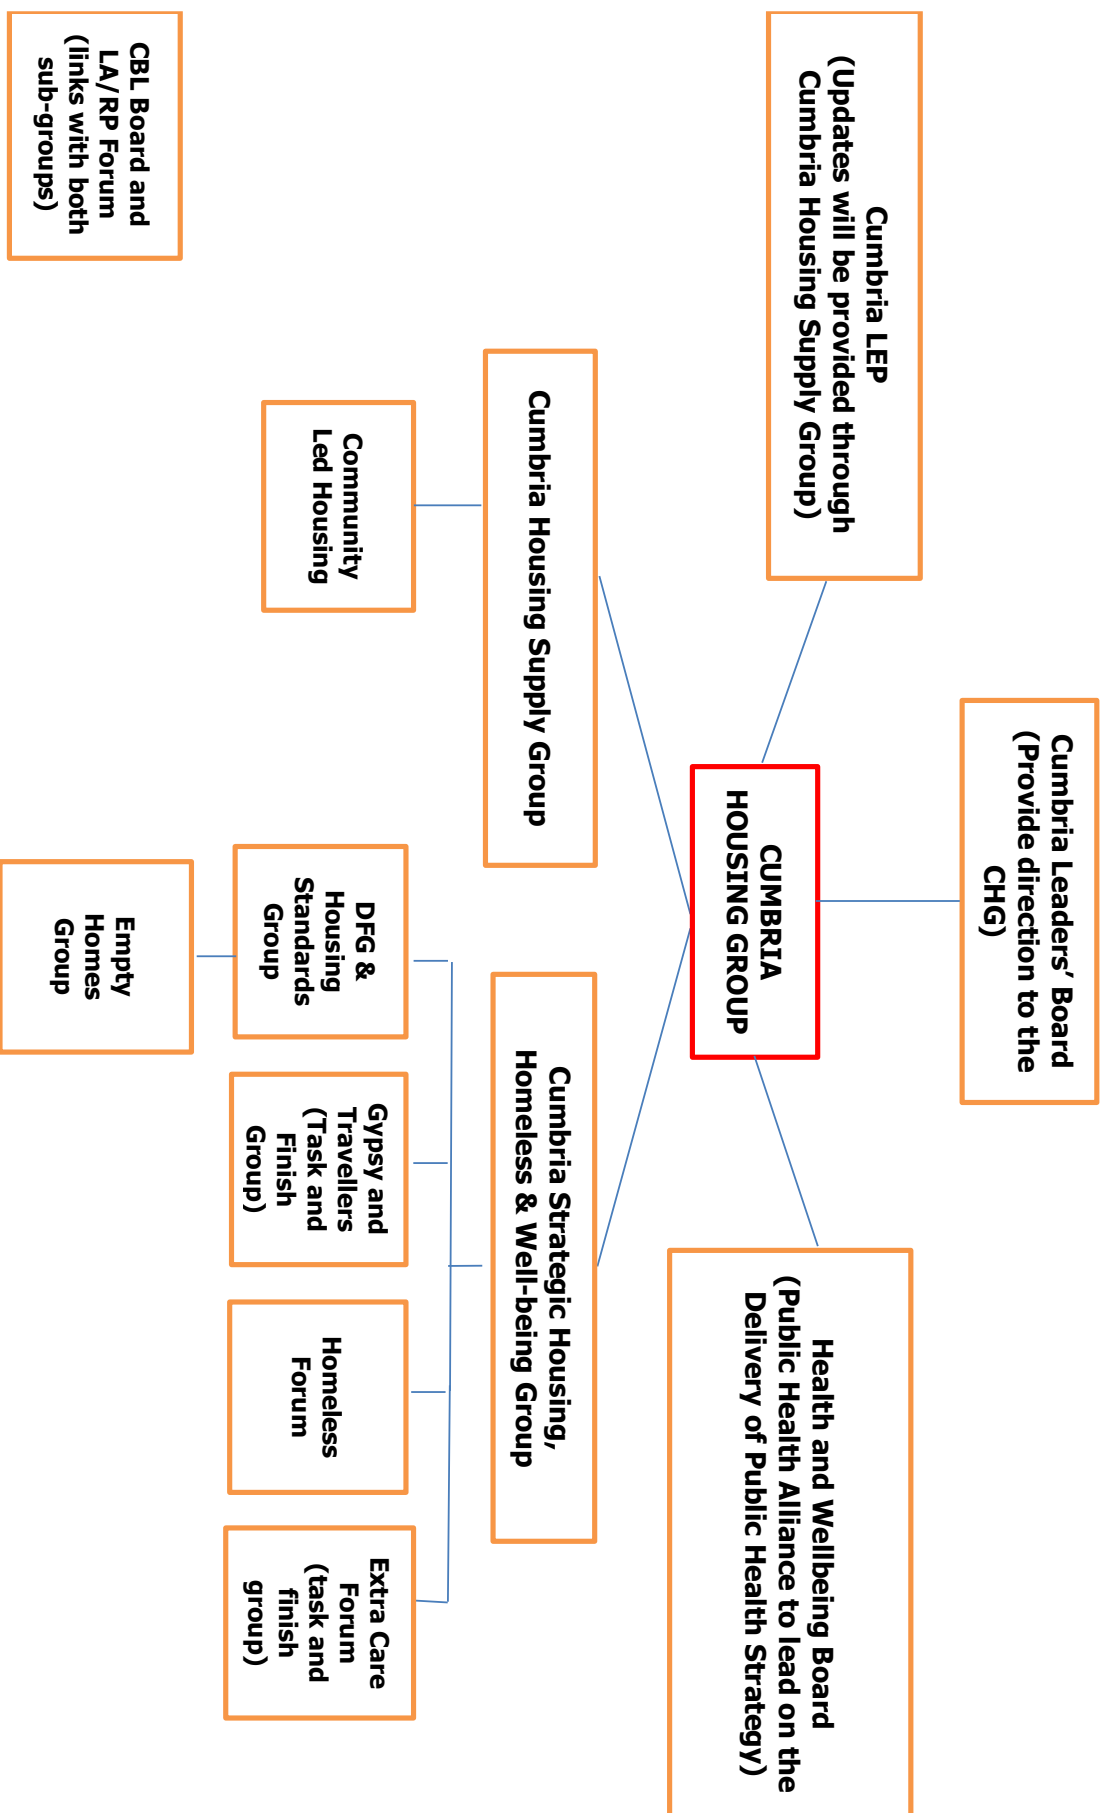 Cumbria Leaders’ Board
(Provide direction to the
CHG)
Cumbria LEP
(Updates will be provided through
Cumbria Housing Supply Group)
CUMBRIA
HOUSING GROUP
Health and Wellbeing Board
(Public Health Alliance to lead on the
Delivery of Public Health Strategy)
Cumbria Housing Supply Group
Cumbria Strategic Housing,
Homeless & Well-being Group
Community
Led Housing
DFG &
Housing
Standards
Group
Gypsy and
Travellers
(Task and
Finish
Group)
Homeless
Forum
Extra Care
Forum
(task and
finish
group)
CBL Board and
LA/RP Forum
(links with both
sub-groups)
Empty
Homes
Group